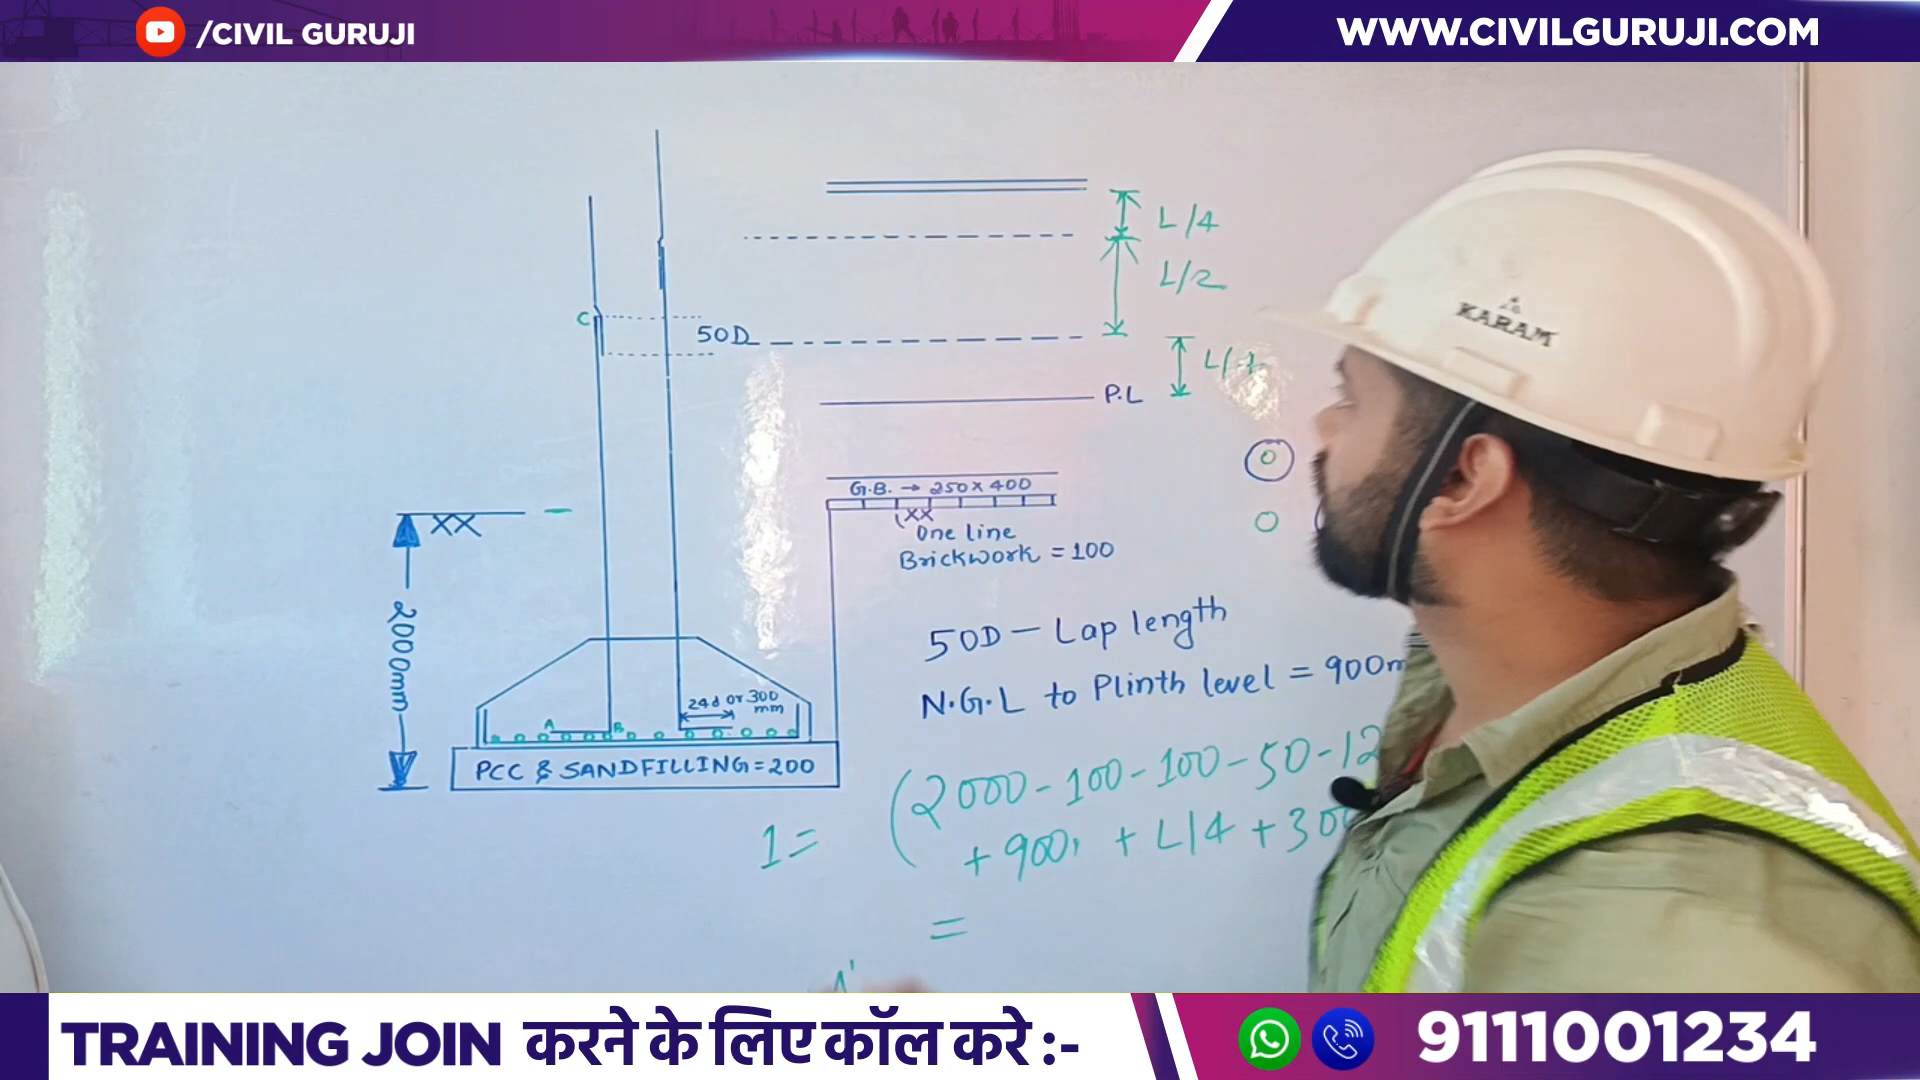 /CIVIL GURUJI
WWW.CIVILGURUJI.COM
KARAM
L/4
L/2
C
50D
L/4
P.L
G.B. → 250 x 400
XX
XX
One line
Brickwork = 100
2000mm
50D - Lap length
N.G.L to Plinth level = 900m
24d or 300
mm
A
B
PCC & SANDFILLING = 200
1 = (2000 - 100 - 100 - 50 - 12
+ 900 + L/4 + 300
=
TRAINING JOIN करने के लिए कॉल करे :-
9111001234